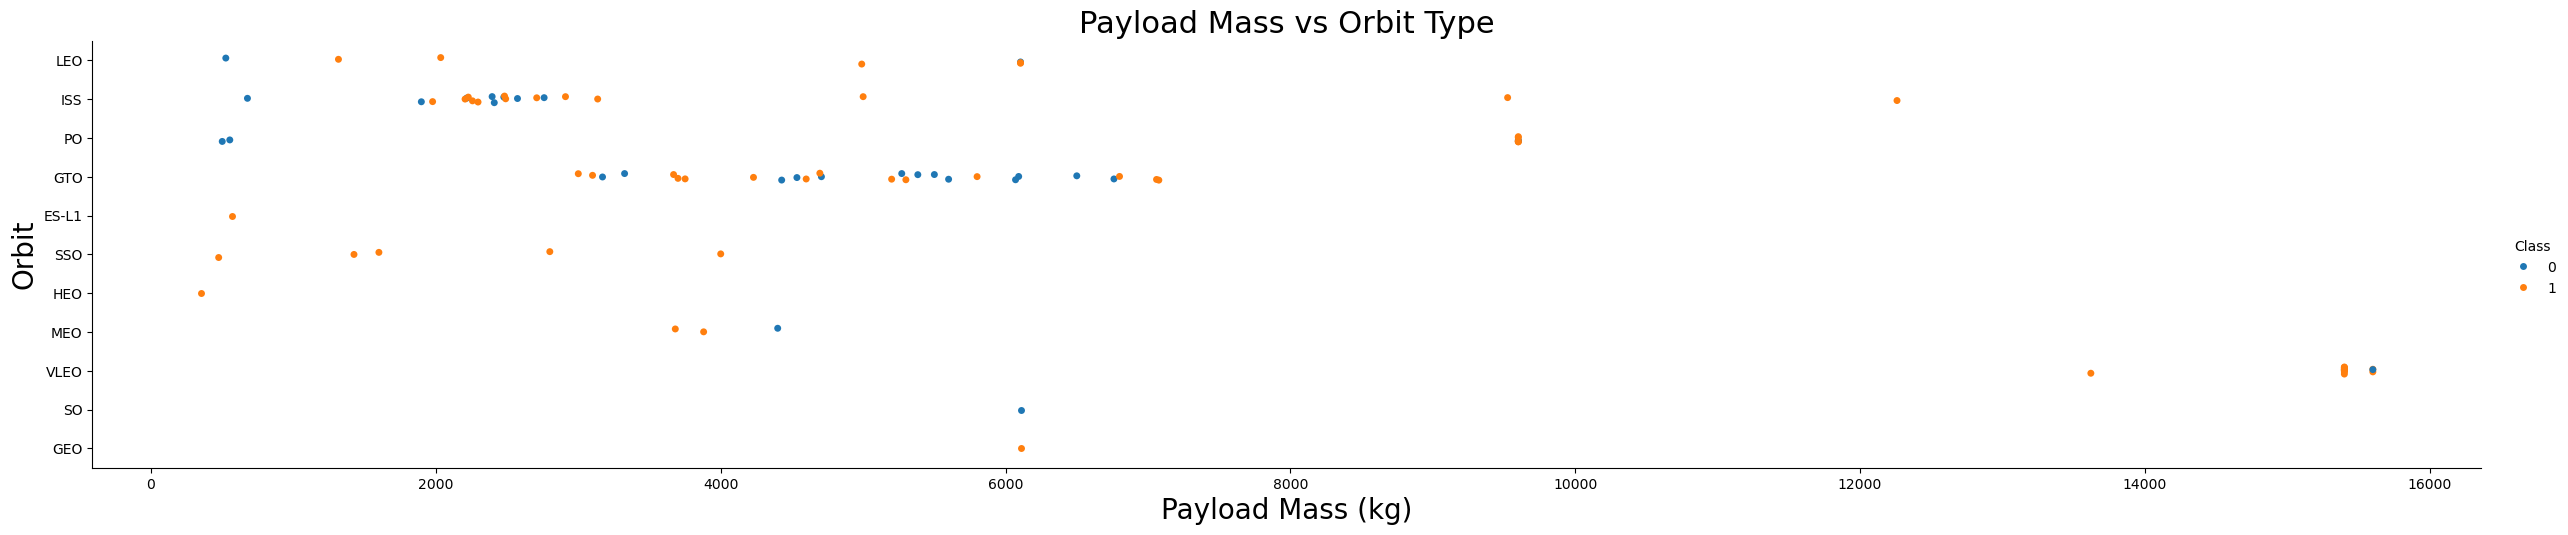 Payload Mass vs Orbit Type
Orbit
LEO
ISS
PO
GTO
ES-L1
SSO
HEO
MEO
VLEO
SO
GEO
0 2000 4000 6000 8000 10000 12000 14000 16000
Payload Mass (kg)
Class
0
1